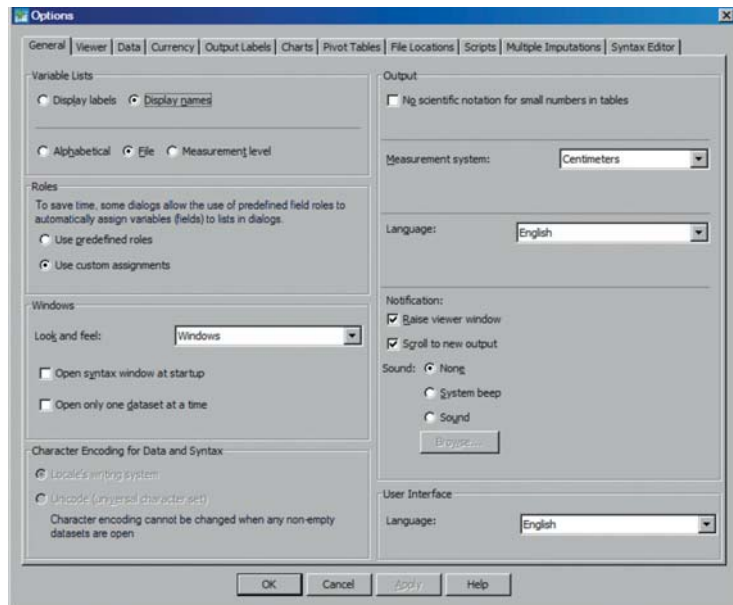 Options
General Viewer Data Currency Output Labels Charts Pivot Tables File Locations Scripts Multiple Imputations Syntax Editor
Variable Lists
Display labels Display names
Alphabetical File Measurement level
Roles
To save time, some dialogs allow the use of predefined field roles to
automatically assign variables (fields) to lists in dialogs.
Use predefined roles
Use custom assignments
Windows
Look and feel: Windows
Open syntax window at startup
Open only one dataset at a time
Character Encoding for Data and Syntax
Locale's writing system
Unicode (universal character set)
Character encoding cannot be changed when any non-empty
datasets are open
Output
No scientific notation for small numbers in tables
Measurement system: Centimeters
Language: English
Notification:
Raise viewer window
Scroll to new output
Sound: None
System beep
Sound
Browse...
User Interface
Language: English
OK Cancel Apply Help